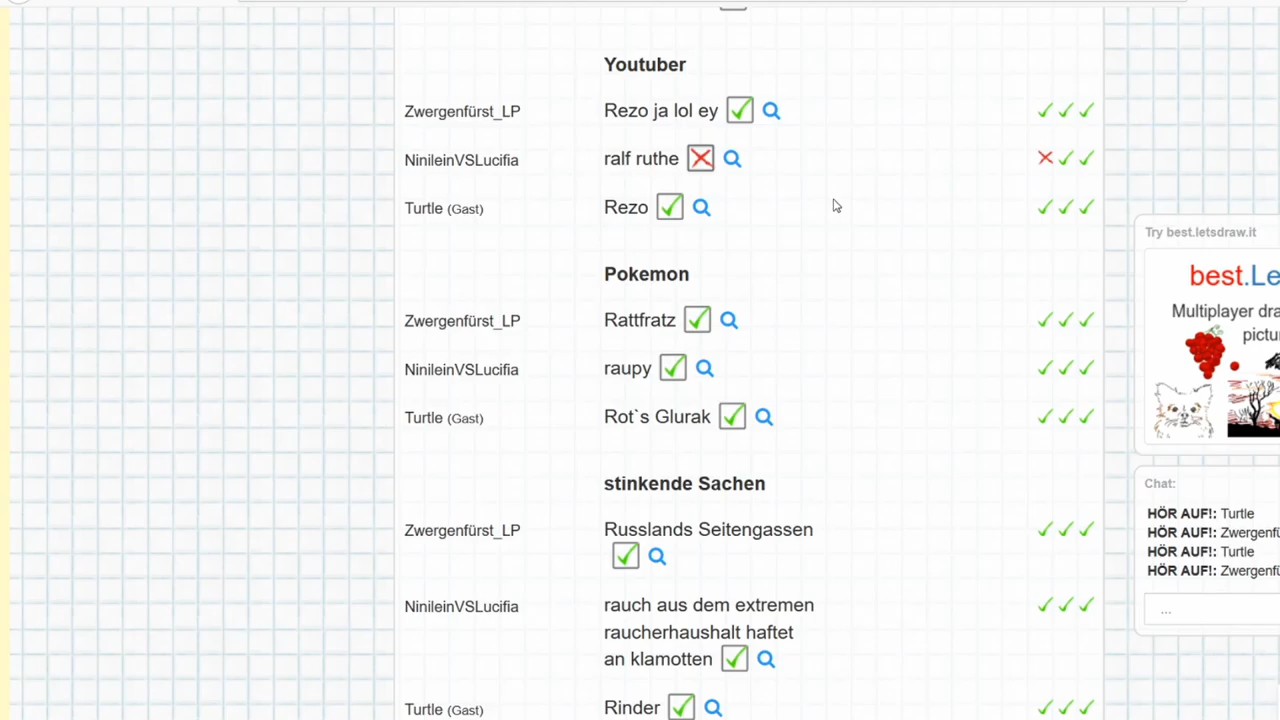 Youtuber
Zwergenfürst_LP Rezo ja lol ey
NinileinVSLucifia ralf ruthe
Turtle (Gast) Rezo
Pokemon
Zwergenfürst_LP Rattfratz
NinileinVSLucifia raupy
Turtle (Gast) Rot`s Glurak
stinkende Sachen
Zwergenfürst_LP Russlands Seitengassen
NinileinVSLucifia rauch aus dem extremen
raucherhaushalt haftet
an klamotten
Turtle (Gast) Rinder
Try best.letsdraw.it
best.Le
Multiplayer dra
pictu
Chat:
HÖR AUF!: Turtle
HÖR AUF!: Zwergenfü
HÖR AUF!: Turtle
HÖR AUF!: Zwergenfü
...